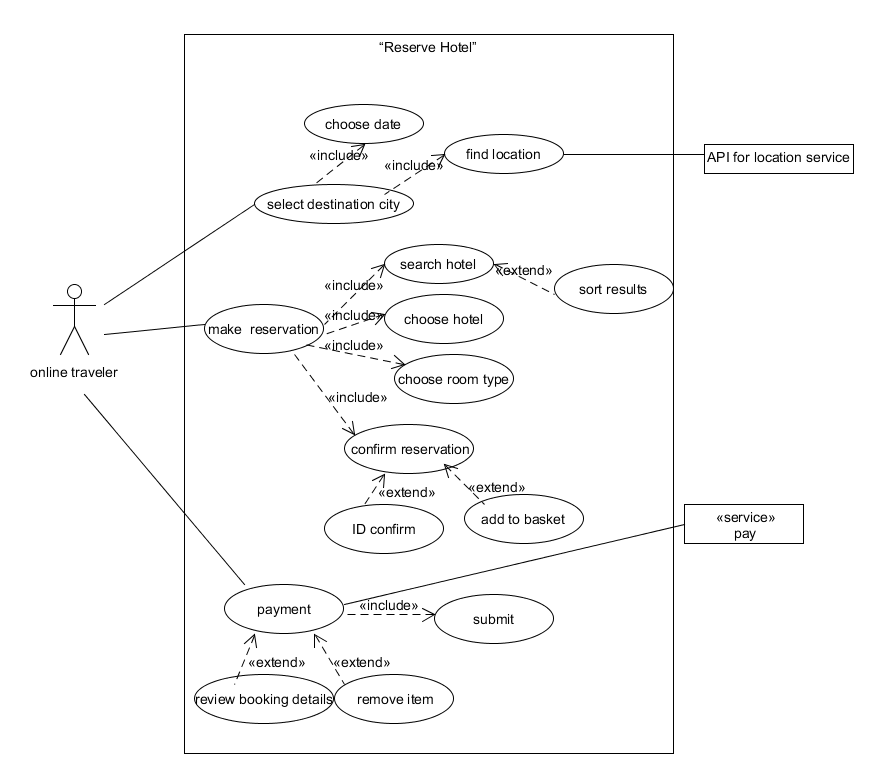 “Reserve Hotel”
choose date
«include»
find location
API for location service
«include»
select destination city
search hotel
«extend»
sort results
«include»
choose hotel
«include»
make  reservation
«include»
choose room type
online traveler
«include»
confirm reservation
«extend»
«extend»
ID confirm
add to basket
«service»
pay
payment
«include»
submit
«extend»
«extend»
review booking details
remove item